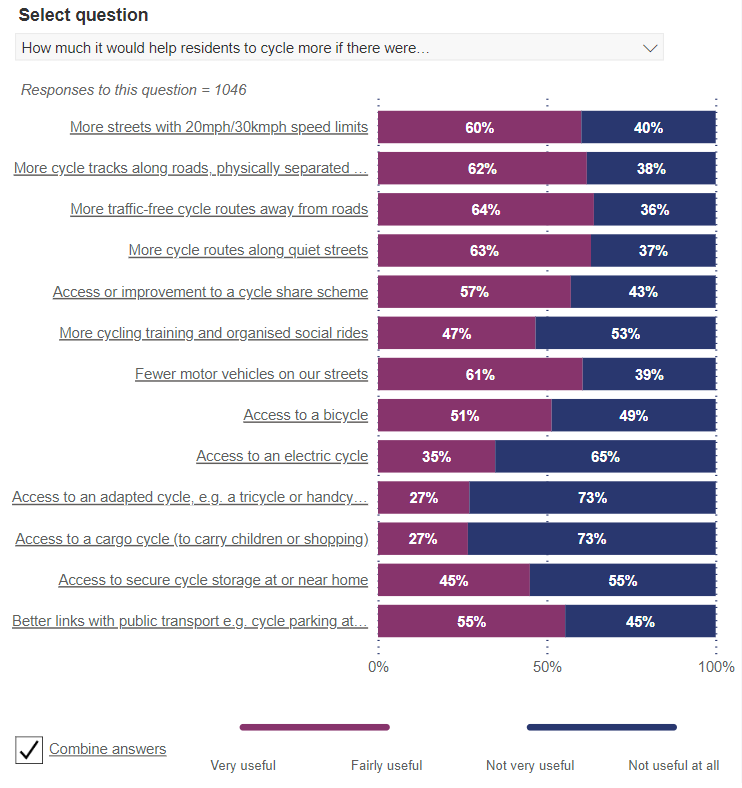 Select question
How much it would help residents to cycle more if there were…
Responses to this question = 1046
More streets with 20mph/30kmph speed limits 60% 40%
More cycle tracks along roads, physically separated … 62% 38%
More traffic-free cycle routes away from roads 64% 36%
More cycle routes along quiet streets 63% 37%
Access or improvement to a cycle share scheme 57% 43%
More cycling training and organised social rides 47% 53%
Fewer motor vehicles on our streets 61% 39%
Access to a bicycle 51% 49%
Access to an electric cycle 35% 65%
Access to an adapted cycle, e.g. a tricycle or handcy… 27% 73%
Access to a cargo cycle (to carry children or shopping) 27% 73%
Access to secure cycle storage at or near home 45% 55%
Better links with public transport e.g. cycle parking at… 55% 45%
0% 50% 100%
Combine answers
Very useful Fairly useful Not very useful Not useful at all